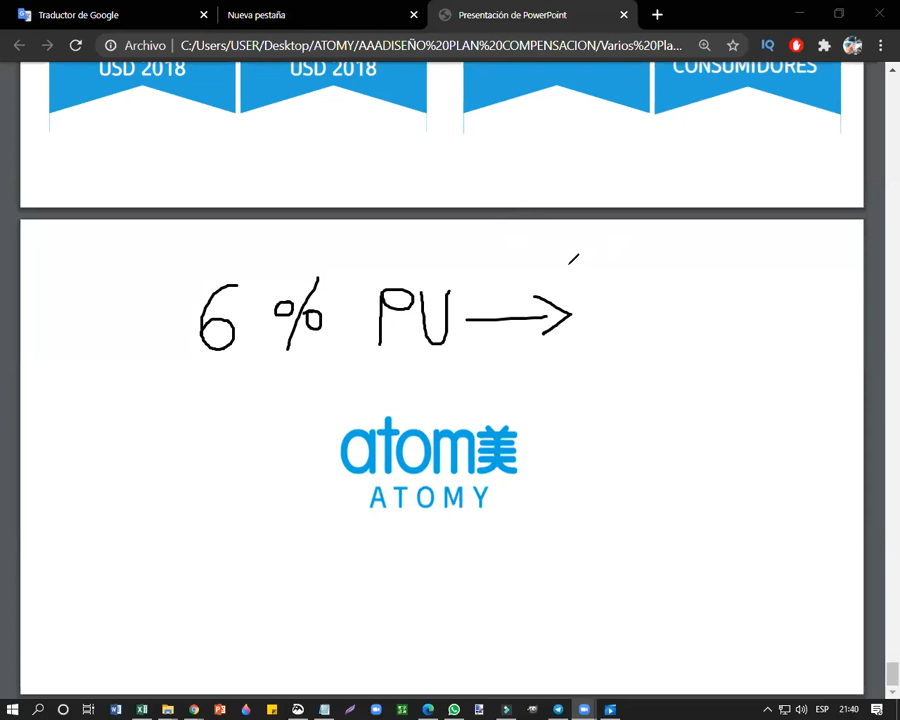 Traductor de Google
Nueva pestaña
Presentación de PowerPoint
Archivo C:/Users/USER/Desktop/ATOMY/AAADISEÑO%20PLAN%20COMPENSACION/Varios%20Pla...
IQ
USD 2018 USD 2018 CONSUMIDORES
6 % PU →
atom美
ATOMY
ESP 21:40